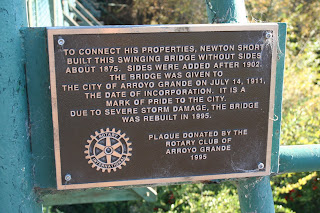 TO CONNECT HIS PROPERTIES, NEWTON SHORT
BUILT THIS SWINGING BRIDGE WITHOUT SIDES
ABOUT 1875. SIDES WERE ADDED AFTER 1902.
THE BRIDGE WAS GIVEN TO
THE CITY OF ARROYO GRANDE ON JULY 14, 1911,
THE DATE OF INCORPORATION. IT IS A
MARK OF PRIDE TO THE CITY.
DUE TO SEVERE STORM DAMAGE, THE BRIDGE
WAS REBUILT IN 1995.
ROTARY
INTERNATIONAL
PLAQUE DONATED BY THE
ROTARY CLUB OF
ARROYO GRANDE
1995